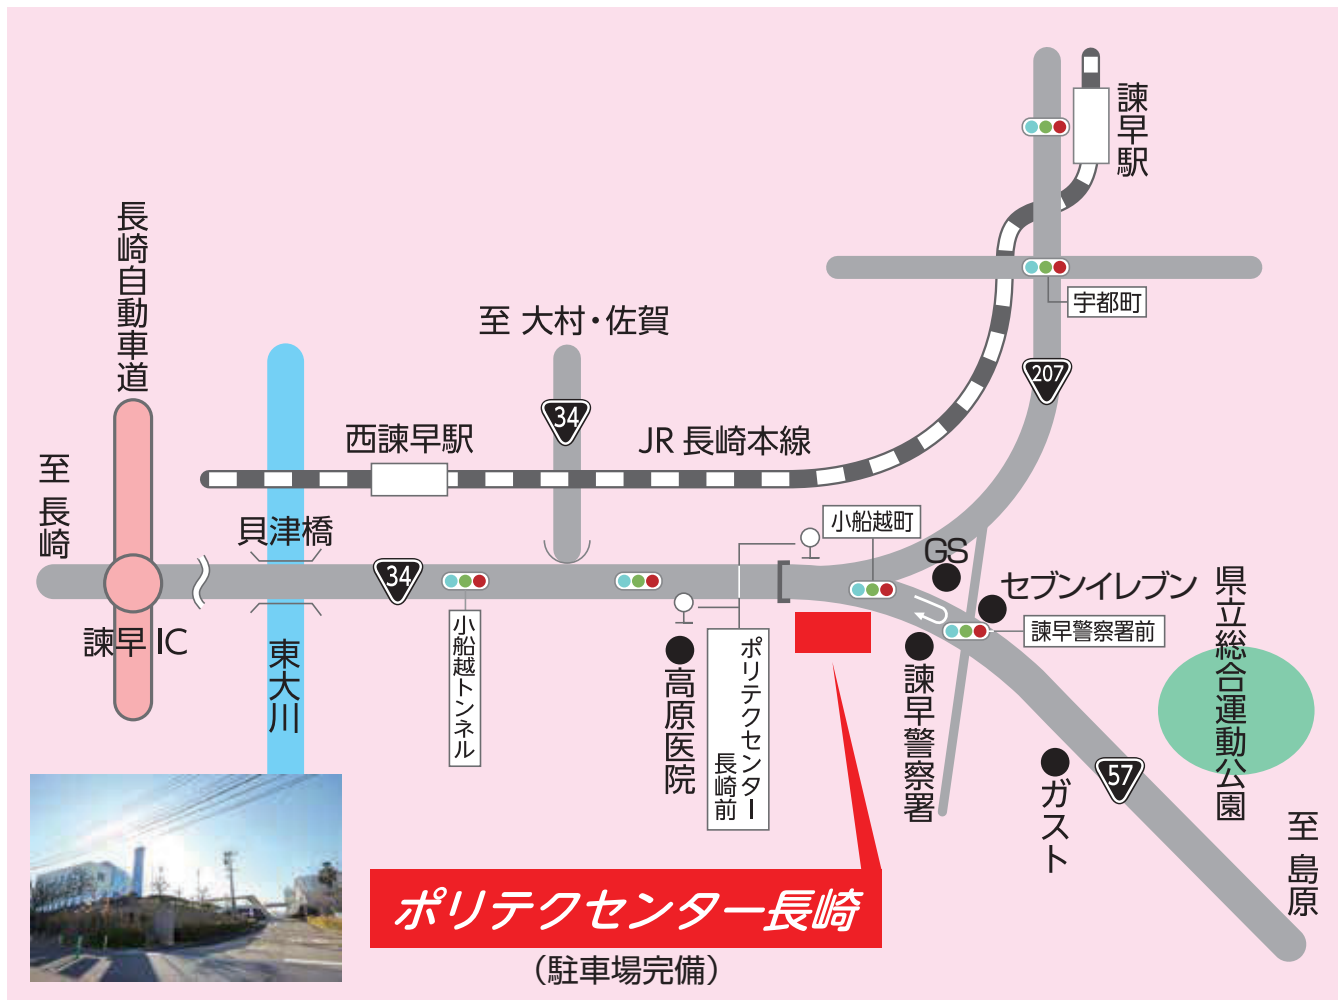 諫早駅
長崎自動車道
宇都町
至 大村・佐賀
207
34
西諫早駅
JR 長崎本線
至 長崎
貝津橋
小船越町
GS
34
セブンイレブン
県立総合運動公園
諫早警察署前
諫早 IC
東大川
小船越トンネル
高原医院
ポリテクセンター
長崎前
諫早警察署
57
ガスト
至 島原
ポリテクセンター長崎
(駐車場完備)